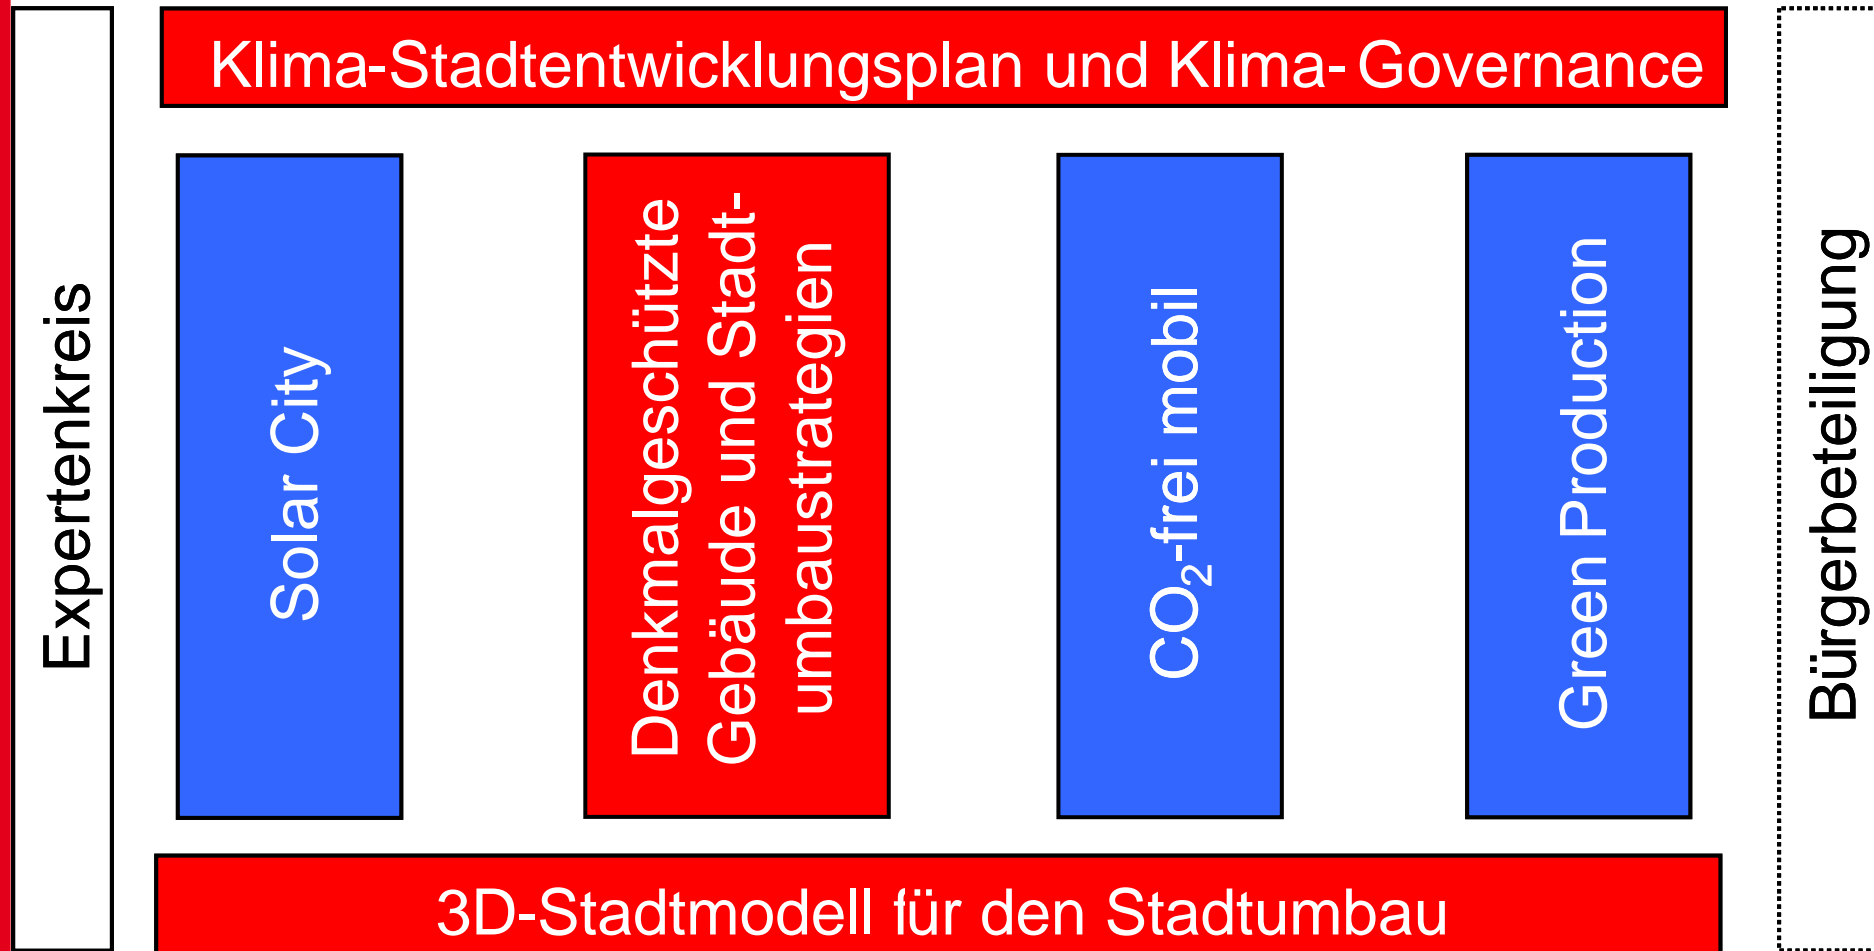 Klima-Stadtentwicklungsplan und Klima-Governance
Expertenkreis
Solar City
Denkmalgeschützte
Gebäude und Stadt-
umbaustrategien
CO₂-frei mobil
Green Production
Bürgerbeteiligung
3D-Stadtmodell für den Stadtumbau